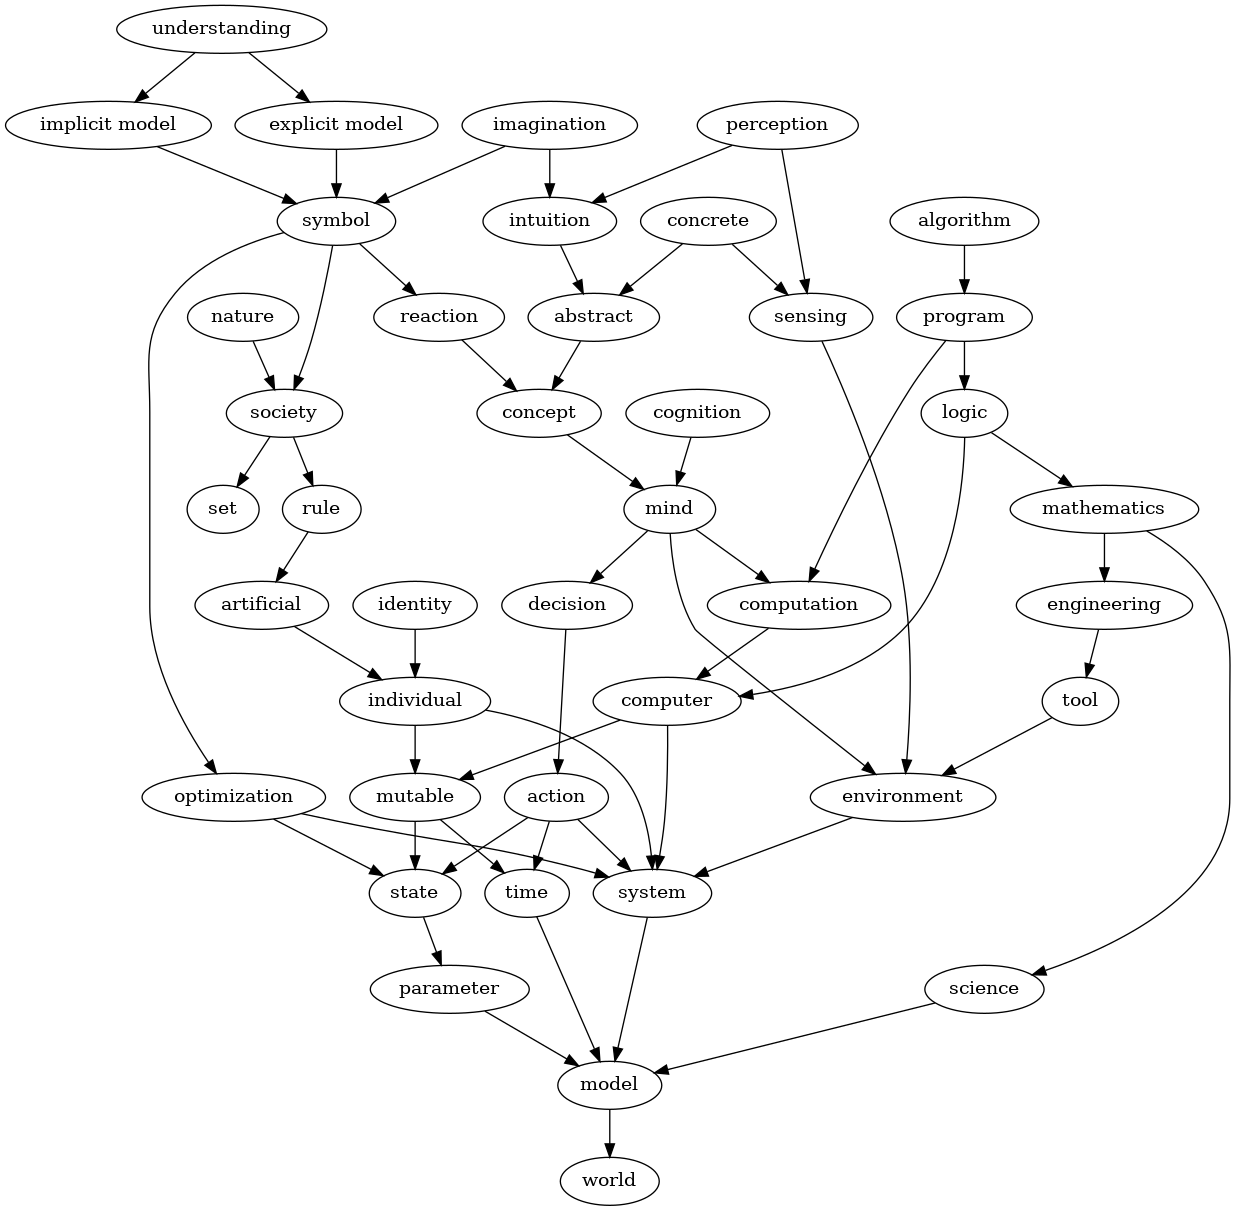 understanding
implicit model
explicit model
imagination
perception
symbol
intuition
concrete
algorithm
nature
reaction
abstract
sensing
program
society
concept
cognition
logic
set
rule
mind
mathematics
artificial
identity
decision
computation
engineering
individual
computer
tool
optimization
mutable
action
environment
state
time
system
parameter
science
model
world